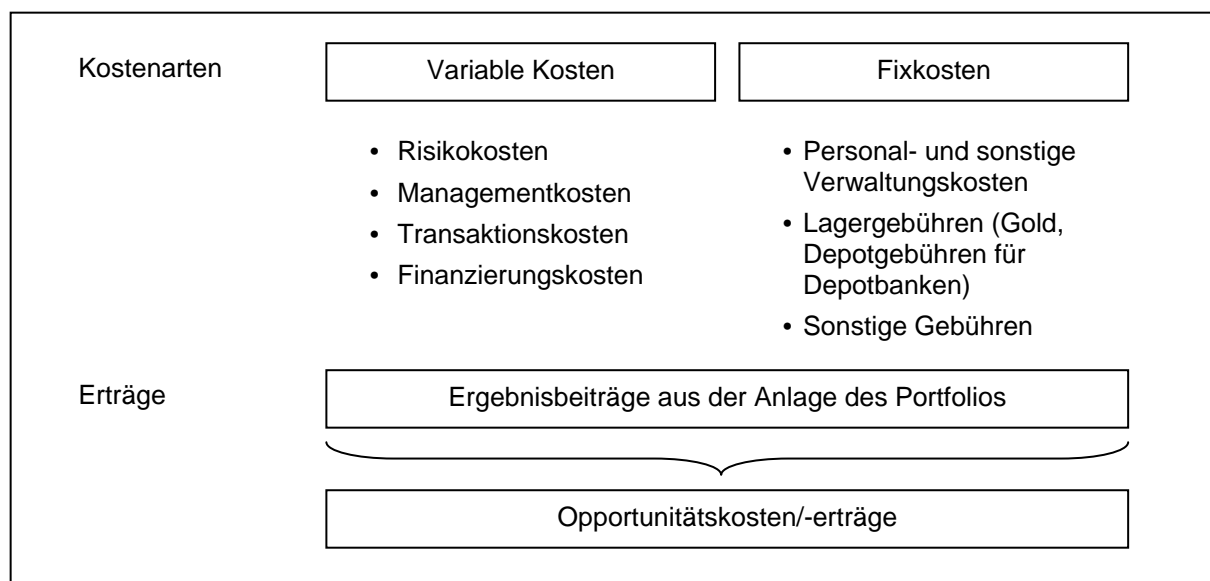 Kostenarten
Variable Kosten
Fixkosten
• Risikokosten
• Managementkosten
• Transaktionskosten
• Finanzierungskosten
• Personal- und sonstige
Verwaltungskosten
• Lagergebühren (Gold,
Depotgebühren für
Depotbanken)
• Sonstige Gebühren
Erträge
Ergebnisbeiträge aus der Anlage des Portfolios
Opportunitätskosten/-erträge